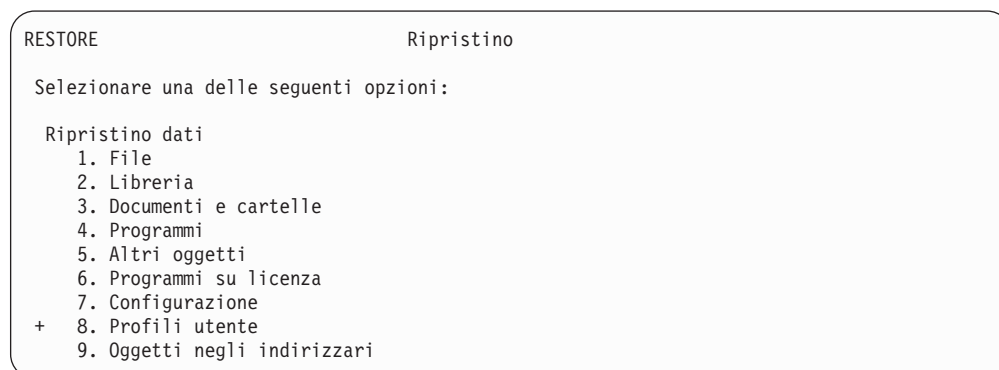 RESTORE Ripristino
Selezionare una delle seguenti opzioni:
Ripristino dati
1. File
2. Libreria
3. Documenti e cartelle
4. Programmi
5. Altri oggetti
6. Programmi su licenza
7. Configurazione
+ 8. Profili utente
9. Oggetti negli indirizzari